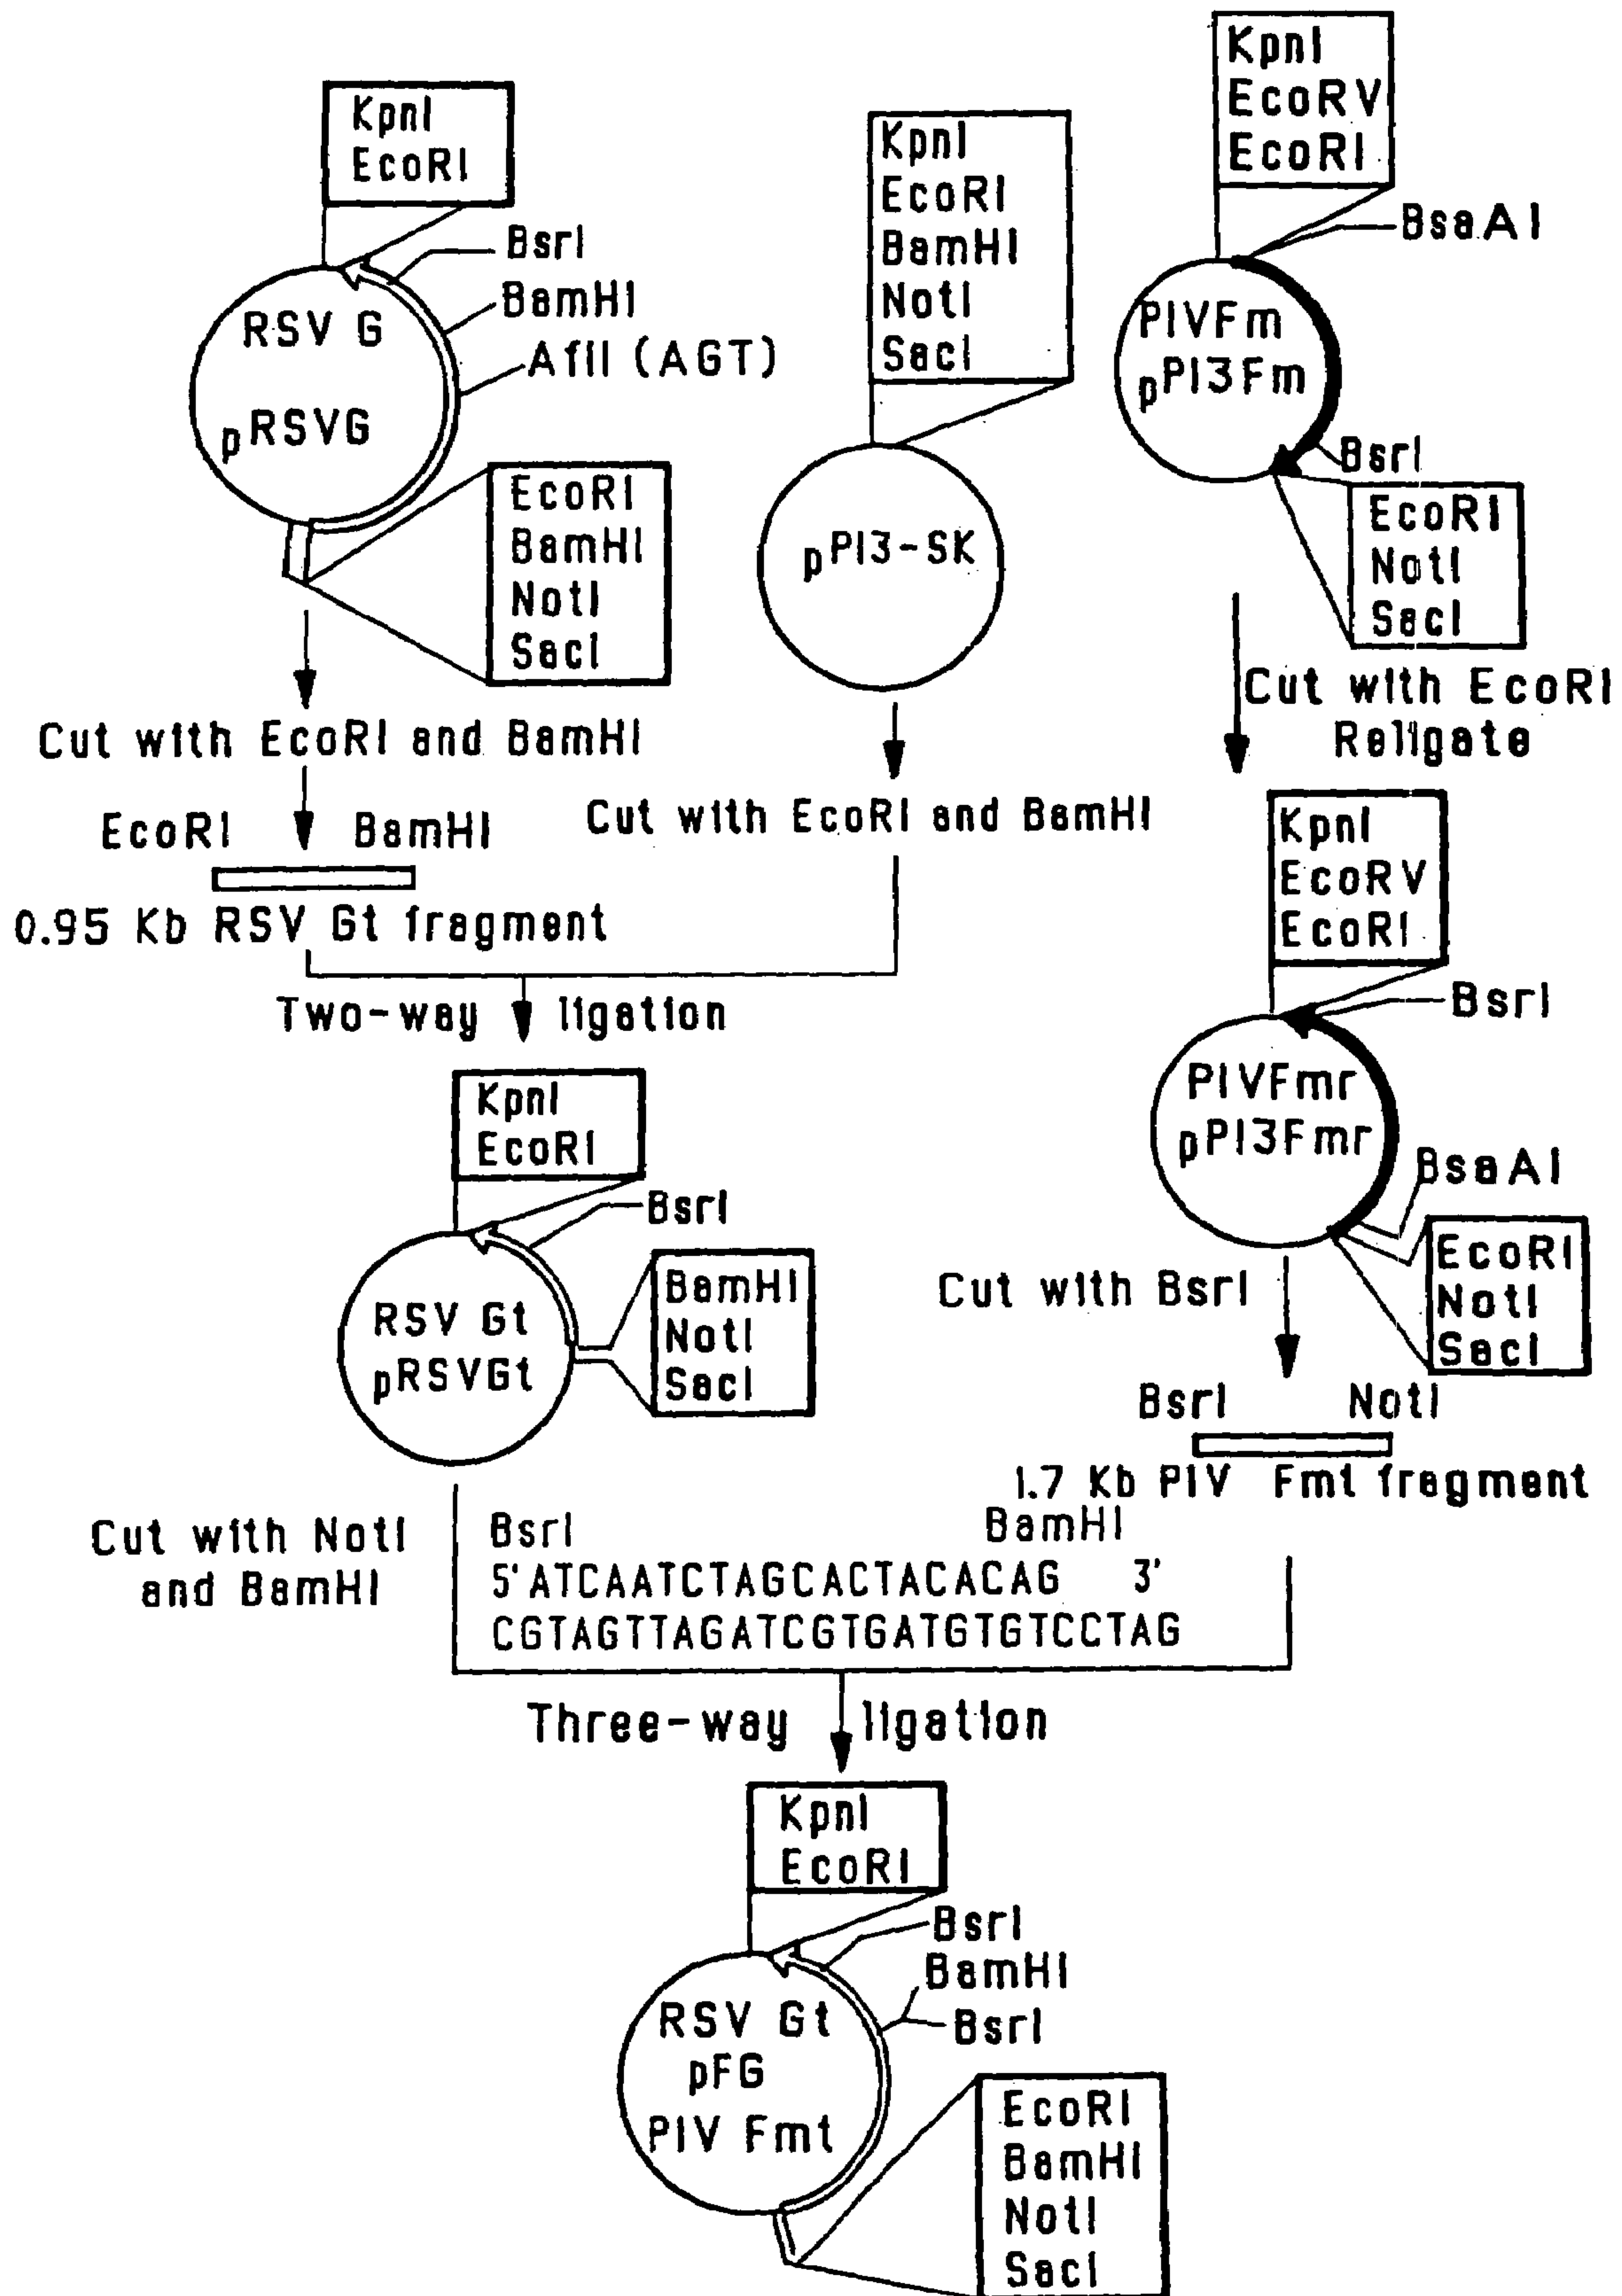 KpnI
EcoRI
BsrI
BamHI
AflII (AGT)
RSV G
pRSVG
EcoRI
BamHI
NotI
SacI
Cut with EcoRI and BamHI
EcoRI BamHI
0.95 Kb RSV Gt fragment
KpnI
EcoRI
BamHI
NotI
SacI
pPI3-SK
Cut with EcoRI and BamHI
KpnI
EcoRV
EcoRI
BsaAI
PIVFm
pPI3Fm
BsrI
EcoRI
NotI
SacI
Cut with EcoRI
Religate
KpnI
EcoRV
EcoRI
BsrI
PIVFmr
pPI3Fmr
BsaAI
EcoRI
NotI
SacI
Cut with BsrI
BsrI NotI
1.7 Kb PIV Fmt fragment
Two-way ligation
KpnI
EcoRI
BsrI
RSV Gt
pRSVGt
BamHI
NotI
SacI
Cut with NotI
and BamHI
BsrI BamHI
5'ATCAATCTAGCACTACACAG 3'
CGTAGTTAGATCGTGATGTGTCCTAG
Three-way ligation
KpnI
EcoRI
BsrI
BamHI
BsrI
RSV Gt
pFG
PIV Fmt
EcoRI
BamHI
NotI
SacI